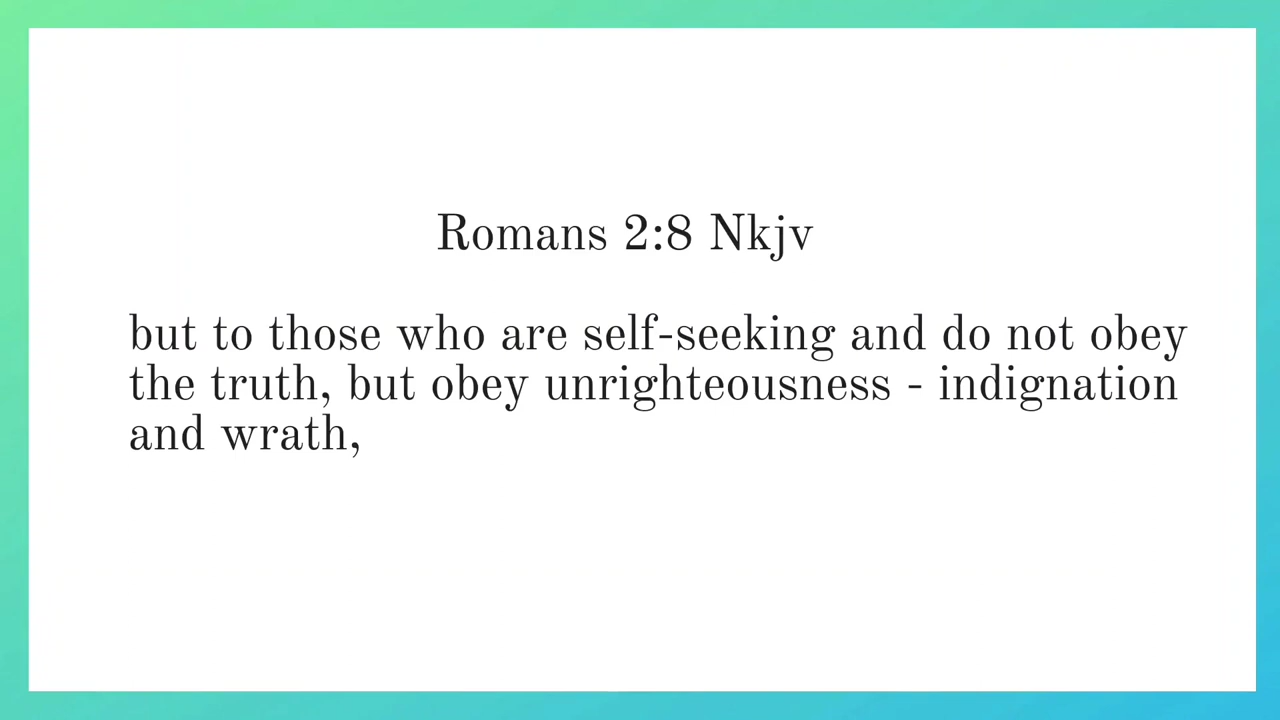 Romans 2:8 Nkjv
but to those who are self-seeking and do not obey
the truth, but obey unrighteousness - indignation
and wrath,